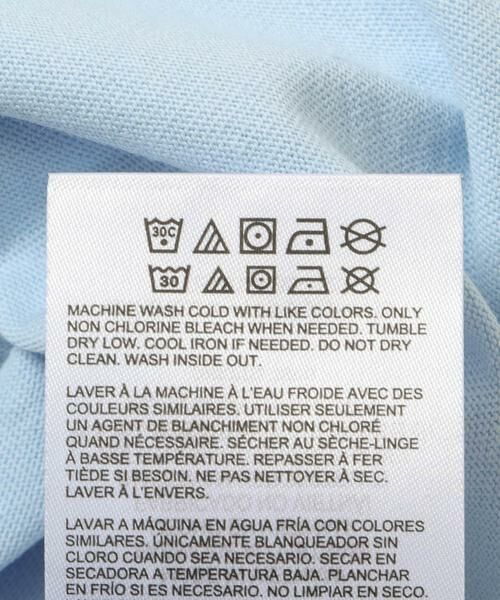 30C
30
MACHINE WASH COLD WITH LIKE COLORS. ONLY
NON CHLORINE BLEACH WHEN NEEDED. TUMBLE
DRY LOW. COOL IRON IF NEEDED. DO NOT DRY
CLEAN. WASH INSIDE OUT.
LAVER À LA MACHINE À L'EAU FROIDE AVEC DES
COULEURS SIMILAIRES. UTILISER SEULEMENT
UN AGENT DE BLANCHIMENT NON CHLORÉ
QUAND NÉCESSAIRE. SÉCHER AU SÈCHE-LINGE
À BASSE TEMPÉRATURE. REPASSER À FER
TIÈDE SI BESOIN. NE PAS NETTOYER À SEC.
LAVER À L'ENVERS.
LAVAR A MÁQUINA EN AGUA FRÍA CON COLORES
SIMILARES. ÚNICAMENTE BLANQUEADOR SIN
CLORO CUANDO SEA NECESARIO. SECAR EN
SECADORA A TEMPERATURA BAJA. PLANCHAR
EN FRÍO SI ES NECESARIO. NO LIMPIAR EN SECO.